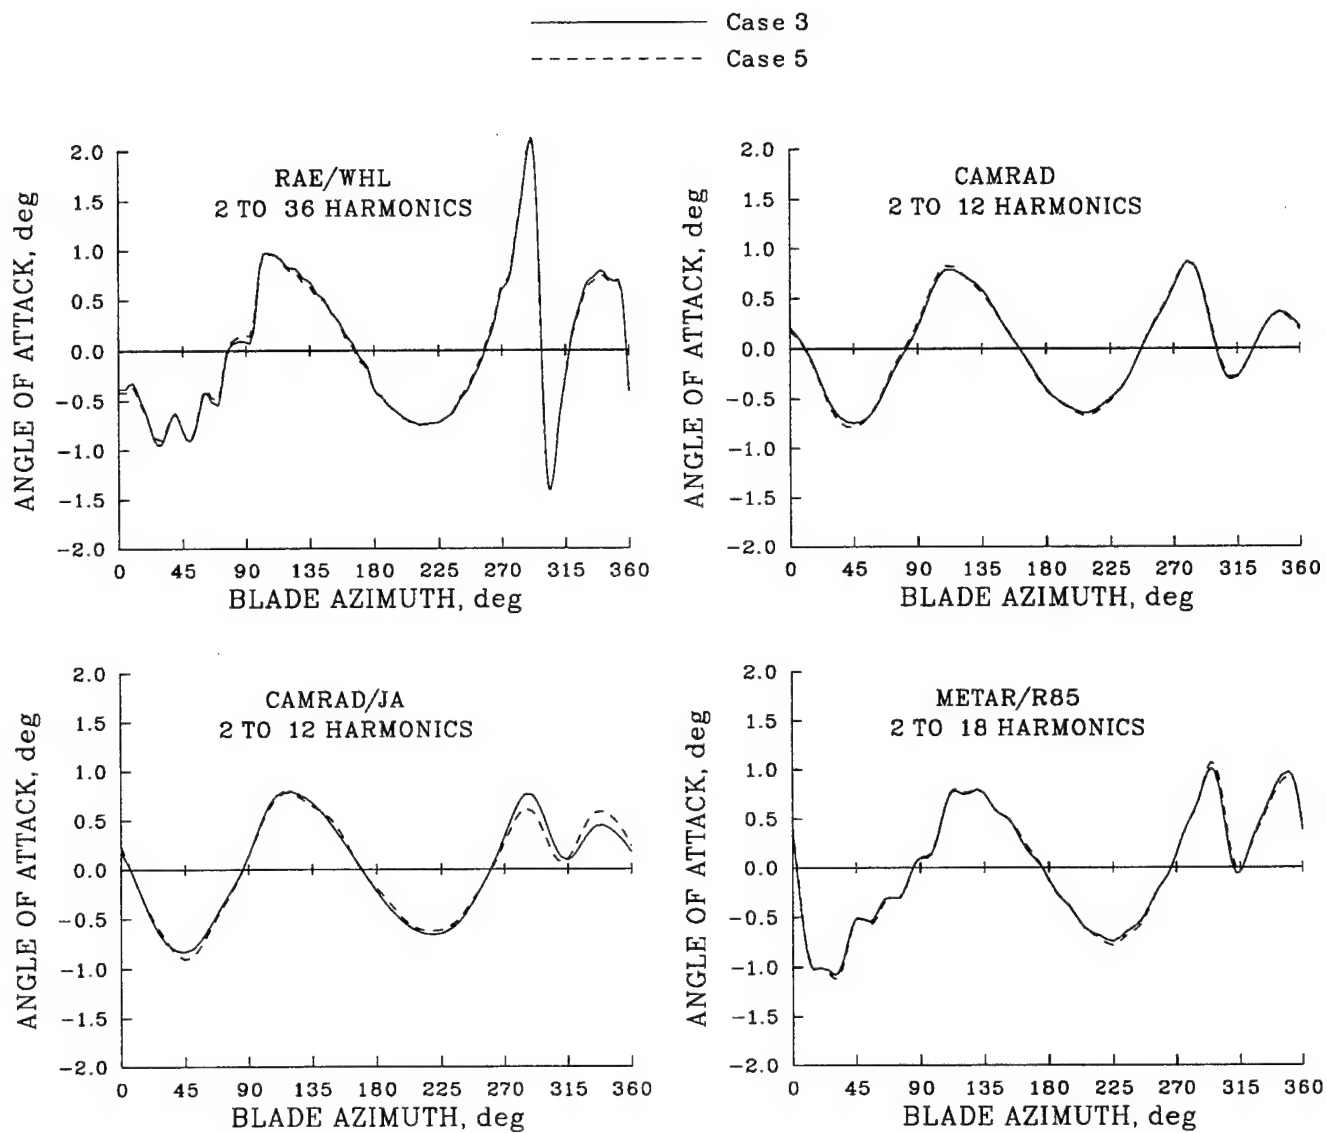 Case 3
Case 5
RAE/WHL
2 TO 36 HARMONICS
ANGLE OF ATTACK, deg
2.0
1.5
1.0
0.5
0.0
-0.5
-1.0
-1.5
-2.0
0 45 90 135 180 225 270 315 360
BLADE AZIMUTH, deg
CAMRAD
2 TO 12 HARMONICS
ANGLE OF ATTACK, deg
2.0
1.5
1.0
0.5
0.0
-0.5
-1.0
-1.5
-2.0
0 45 90 135 180 225 270 315 360
BLADE AZIMUTH, deg
CAMRAD/JA
2 TO 12 HARMONICS
ANGLE OF ATTACK, deg
2.0
1.5
1.0
0.5
0.0
-0.5
-1.0
-1.5
-2.0
0 45 90 135 180 225 270 315 360
BLADE AZIMUTH, deg
METAR/R85
2 TO 18 HARMONICS
ANGLE OF ATTACK, deg
2.0
1.5
1.0
0.5
0.0
-0.5
-1.0
-1.5
-2.0
0 45 90 135 180 225 270 315 360
BLADE AZIMUTH, deg